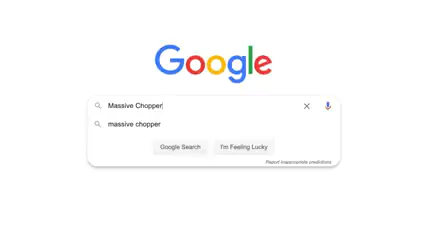 Google
Massive Chopper
massive chopper
Google Search I'm Feeling Lucky
Report inappropriate predictions